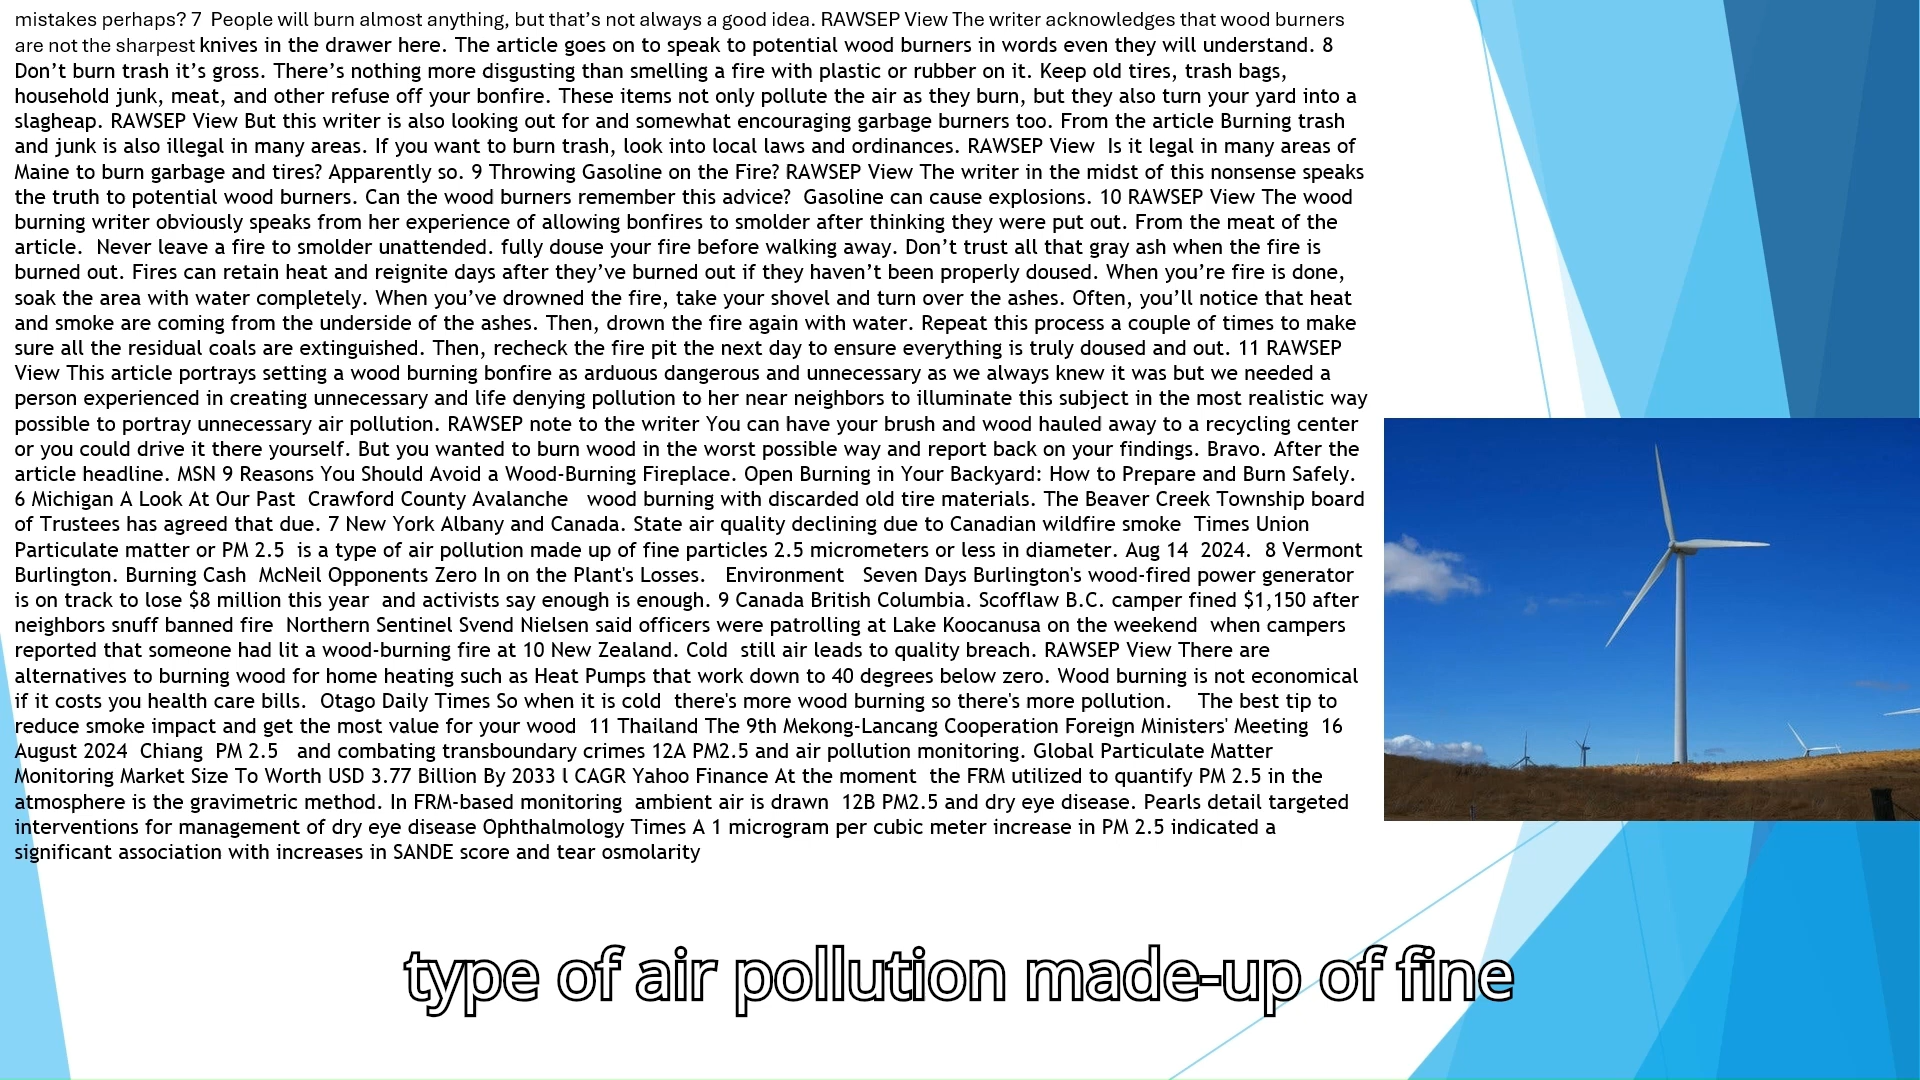 mistakes perhaps? 7  People will burn almost anything, but that’s not always a good idea. RAWSEP View The writer acknowledges that wood burners
are not the sharpest knives in the drawer here. The article goes on to speak to potential wood burners in words even they will understand. 8
Don’t burn trash it’s gross. There’s nothing more disgusting than smelling a fire with plastic or rubber on it. Keep old tires, trash bags,
household junk, meat, and other refuse off your bonfire. These items not only pollute the air as they burn, but they also turn your yard into a
slagheap. RAWSEP View But this writer is also looking out for and somewhat encouraging garbage burners too. From the article Burning trash
and junk is also illegal in many areas. If you want to burn trash, look into local laws and ordinances. RAWSEP View  Is it legal in many areas of
Maine to burn garbage and tires? Apparently so. 9 Throwing Gasoline on the Fire? RAWSEP View The writer in the midst of this nonsense speaks
the truth to potential wood burners. Can the wood burners remember this advice?  Gasoline can cause explosions. 10 RAWSEP View The wood
burning writer obviously speaks from her experience of allowing bonfires to smolder after thinking they were put out. From the meat of the
article.  Never leave a fire to smolder unattended. fully douse your fire before walking away. Don’t trust all that gray ash when the fire is
burned out. Fires can retain heat and reignite days after they’ve burned out if they haven’t been properly doused. When you’re fire is done,
soak the area with water completely. When you’ve drowned the fire, take your shovel and turn over the ashes. Often, you’ll notice that heat
and smoke are coming from the underside of the ashes. Then, drown the fire again with water. Repeat this process a couple of times to make
sure all the residual coals are extinguished. Then, recheck the fire pit the next day to ensure everything is truly doused and out. 11 RAWSEP
View This article portrays setting a wood burning bonfire as arduous dangerous and unnecessary as we always knew it was but we needed a
person experienced in creating unnecessary and life denying pollution to her near neighbors to illuminate this subject in the most realistic way
possible to portray unnecessary air pollution. RAWSEP note to the writer You can have your brush and wood hauled away to a recycling center
or you could drive it there yourself. But you wanted to burn wood in the worst possible way and report back on your findings. Bravo. After the
article headline. MSN 9 Reasons You Should Avoid a Wood-Burning Fireplace. Open Burning in Your Backyard: How to Prepare and Burn Safely.
6 Michigan A Look At Our Past  Crawford County Avalanche   wood burning with discarded old tire materials. The Beaver Creek Township board
of Trustees has agreed that due. 7 New York Albany and Canada. State air quality declining due to Canadian wildfire smoke  Times Union
Particulate matter or PM 2.5  is a type of air pollution made up of fine particles 2.5 micrometers or less in diameter. Aug 14  2024.  8 Vermont
Burlington. Burning Cash  McNeil Opponents Zero In on the Plant's Losses.   Environment   Seven Days Burlington's wood-fired power generator
is on track to lose $8 million this year  and activists say enough is enough. 9 Canada British Columbia. Scofflaw B.C. camper fined $1,150 after
neighbors snuff banned fire  Northern Sentinel Svend Nielsen said officers were patrolling at Lake Koocanusa on the weekend  when campers
reported that someone had lit a wood-burning fire at 10 New Zealand. Cold  still air leads to quality breach. RAWSEP View There are
alternatives to burning wood for home heating such as Heat Pumps that work down to 40 degrees below zero. Wood burning is not economical
if it costs you health care bills.  Otago Daily Times So when it is cold  there's more wood burning so there's more pollution.    The best tip to
reduce smoke impact and get the most value for your wood  11 Thailand The 9th Mekong-Lancang Cooperation Foreign Ministers' Meeting  16
August 2024  Chiang  PM 2.5   and combating transboundary crimes 12A PM2.5 and air pollution monitoring. Global Particulate Matter
Monitoring Market Size To Worth USD 3.77 Billion By 2033 l CAGR Yahoo Finance At the moment  the FRM utilized to quantify PM 2.5 in the
atmosphere is the gravimetric method. In FRM-based monitoring  ambient air is drawn  12B PM2.5 and dry eye disease. Pearls detail targeted
interventions for management of dry eye disease Ophthalmology Times A 1 microgram per cubic meter increase in PM 2.5 indicated a
significant association with increases in SANDE score and tear osmolarity
type of air pollution made-up of fine